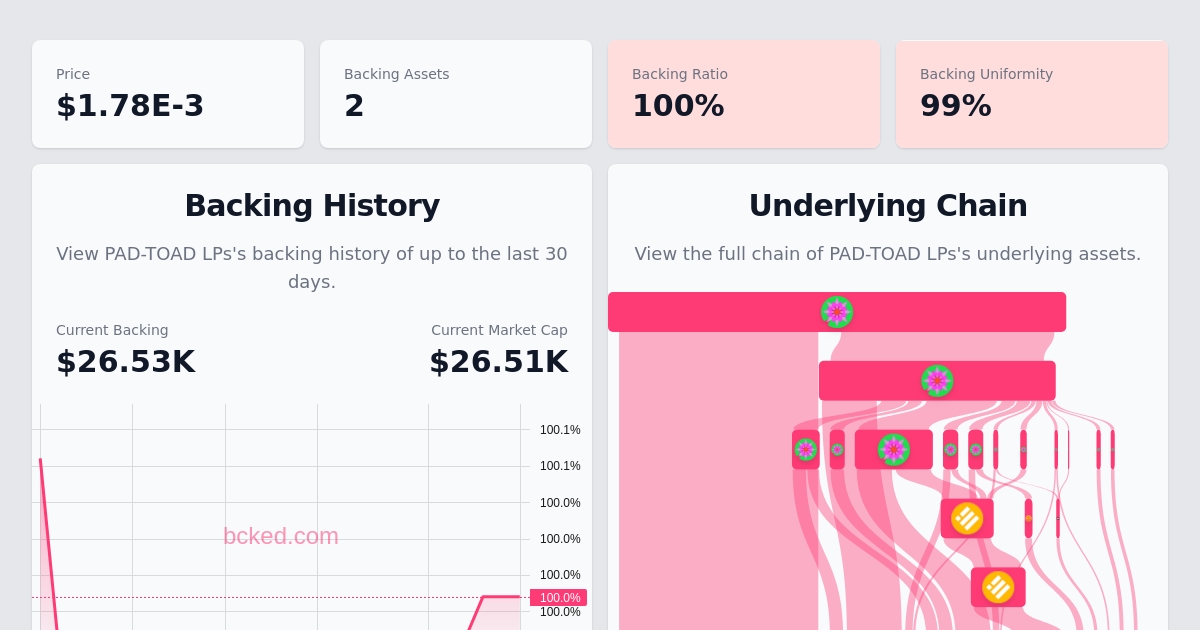 Price
$1.78E-3
Backing Assets
2
Backing Ratio
100%
Backing Uniformity
99%
Backing History
View PAD-TOAD LPs's backing history of up to the last 30
days.
Current Backing
$26.53K
Current Market Cap
$26.51K
100.1%
100.1%
100.0%
100.0%
100.0%
100.0%
100.0%
bcked.com
Underlying Chain
View the full chain of PAD-TOAD LPs's underlying assets.